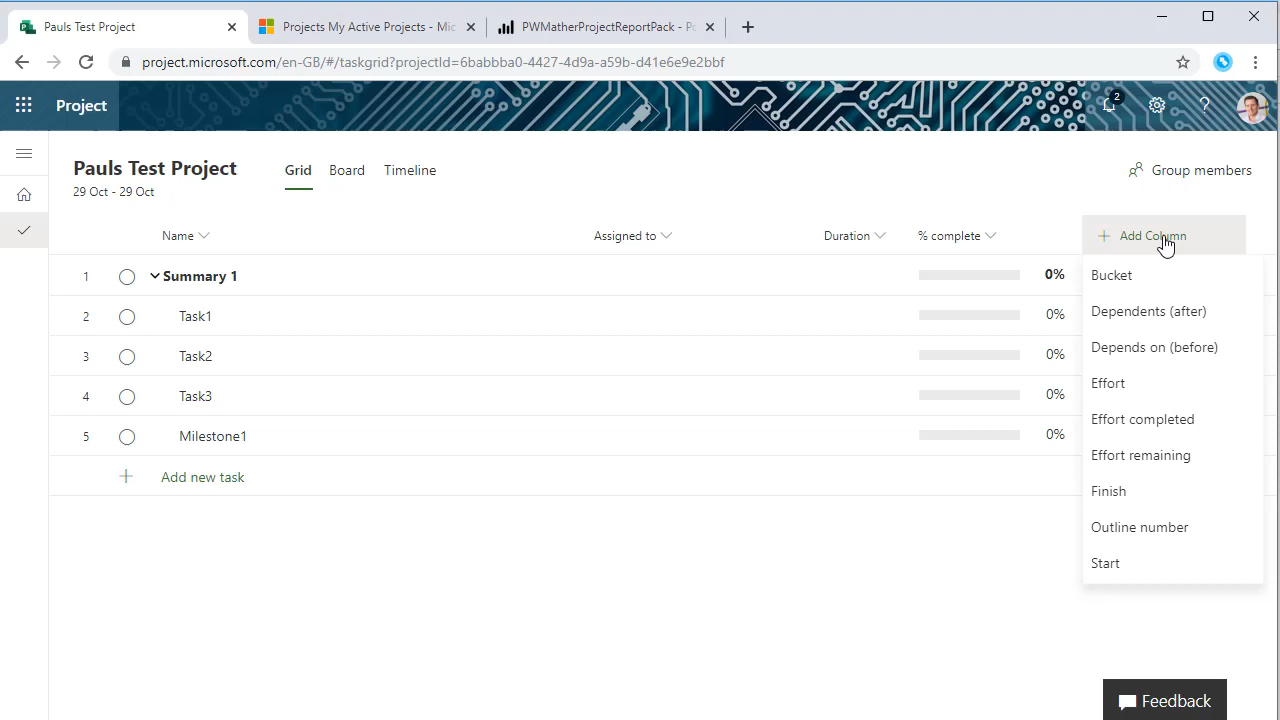 Pauls Test Project
Projects My Active Projects - Mic
PWMatherProjectReportPack - Po
project.microsoft.com/en-GB/#/taskgrid?projectId=6babbba0-4427-4d9a-a59b-d41e6e9e2bbf
Project
2
Pauls Test Project
Grid
Board
Timeline
Group members
29 Oct - 29 Oct
Name
Assigned to
Duration
% complete
Add Column
1
Summary 1
0%
2
Task1
0%
3
Task2
0%
4
Task3
0%
5
Milestone1
0%
Add new task
Bucket
Dependents (after)
Depends on (before)
Effort
Effort completed
Effort remaining
Finish
Outline number
Start
Feedback